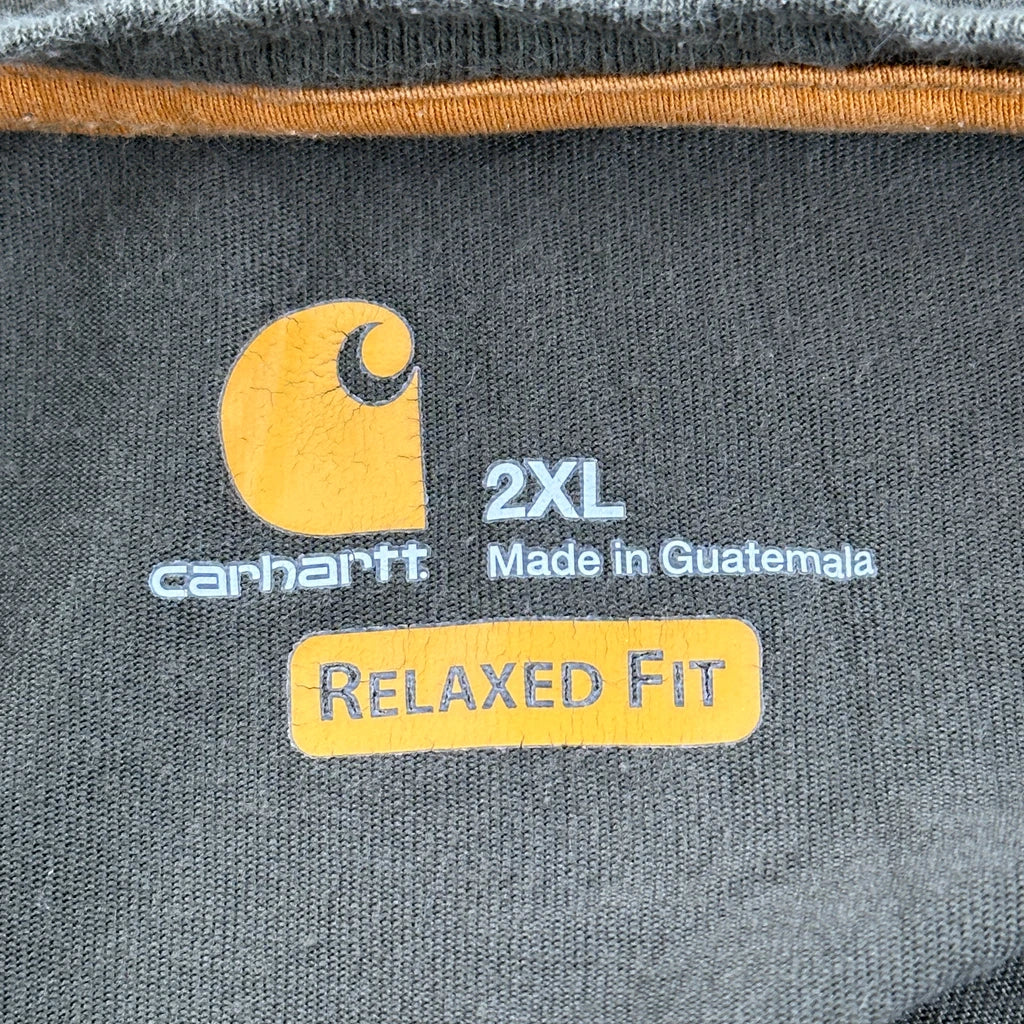 2XL
carhartt.
Made in Guatemala
RELAXED FIT